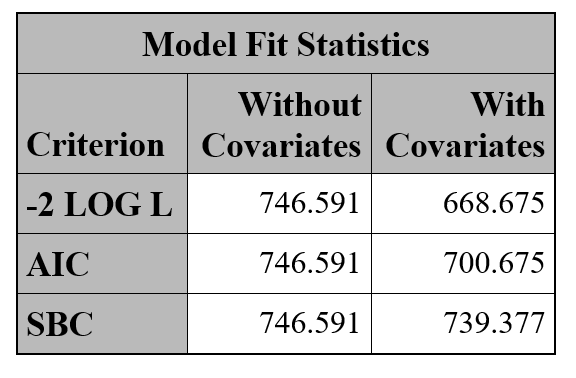 Model Fit Statistics
Criterion Without Covariates With Covariates
-2 LOG L 746.591 668.675
AIC 746.591 700.675
SBC 746.591 739.377